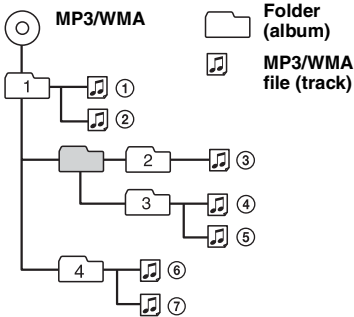 MP3/WMA
Folder
(album)
MP3/WMA
file (track)
1
①
②
2
③
3
④
⑤
4
⑥
⑦